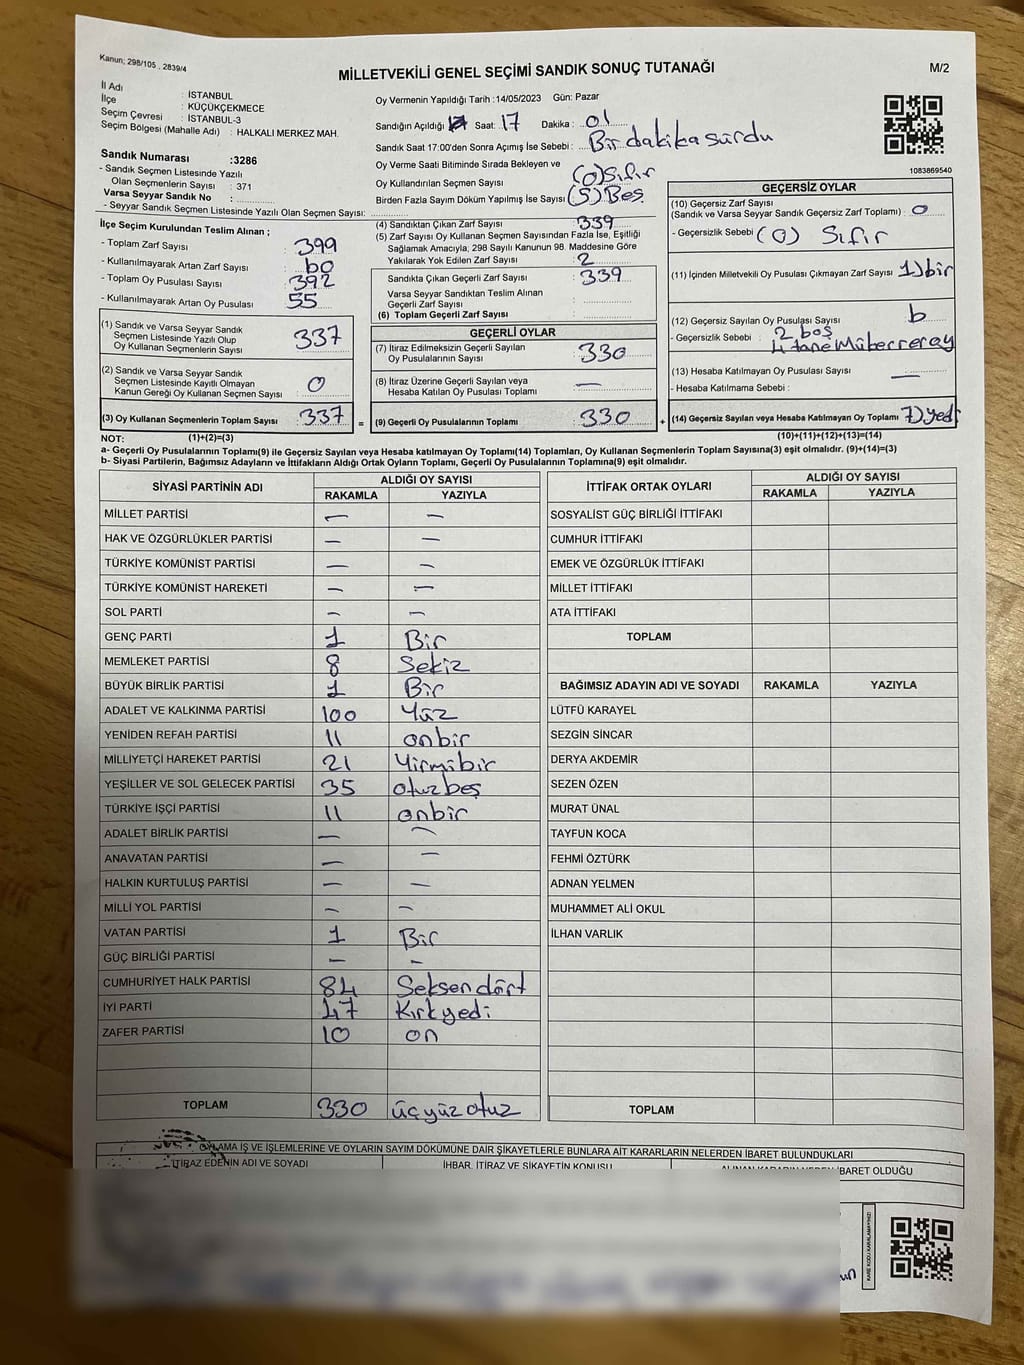 Kanun; 298/105 , 2839/4
MİLLETVEKİLİ GENEL SEÇİMİ SANDIK SONUÇ TUTANAĞI
M/2
İl Adı : İSTANBUL
İlçe : KÜÇÜKÇEKMECE
Seçim Çevresi : İSTANBUL-3
Seçim Bölgesi (Mahalle Adı) : HALKALI MERKEZ MAH.
Oy Vermenin Yapıldığı Tarih :14/05/2023 Gün: Pazar
Sandığın Açıldığı Saat: 17 Dakika : 01
Sandık Saat 17:00'den Sonra Açımış İse Sebebi : Bir dakika sürdü
Oy Verme Saati Bitiminde Sırada Bekleyen ve
Oy Kullandırılan Seçmen Sayısı (0) Sıfır
Birden Fazla Sayım Döküm Yapılmış İse Sayısı (5) Beş
Sandık Numarası :3286
- Sandık Seçmen Listesinde Yazılı
Olan Seçmenlerin Sayısı : 371
Varsa Seyyar Sandık No :
- Seyyar Sandık Seçmen Listesinde Yazılı Olan Seçmen Sayısı:
İlçe Seçim Kurulundan Teslim Alınan ;
- Toplam Zarf Sayısı : 399
- Kullanılmayarak Artan Zarf Sayısı : 60
- Toplam Oy Pusulası Sayısı : 392
- Kullanılmayarak Artan Oy Pusulası : 55
(1) Sandık ve Varsa Seyyar Sandık
Seçmen Listesinde Yazılı Olup
Oy Kullanan Seçmenlerin Sayısı : 337
(2) Sandık ve Varsa Seyyar Sandık
Seçmen Listesinde Kayıtlı Olmayan
Kanun Gereği Oy Kullanan Seçmen Sayısı : 0
(3) Oy Kullanan Seçmenlerin Toplam Sayısı : 337 =
(4) Sandıktan Çıkan Zarf Sayısı : 339
(5) Zarf Sayısı Oy Kullanan Seçmen Sayısından Fazla İse, Eşitliği
Sağlamak Amacıyla, 298 Sayılı Kanunun 98. Maddesine Göre
Yakılarak Yok Edilen Zarf Sayısı : 2
Sandıkta Çıkan Geçerli Zarf Sayısı : 339
Varsa Seyyar Sandıktan Teslim Alınan
Geçerli Zarf Sayısı :
(6) Toplam Geçerli Zarf Sayısı :
GEÇERLİ OYLAR
(7) İtiraz Edilmeksizin Geçerli Sayılan
Oy Pusulalarının Sayısı : 330
(8) İtiraz Üzerine Geçerli Sayılan veya
Hesaba Katılan Oy Pusulası Toplamı : —
(9) Geçerli Oy Pusulalarının Toplamı : 330 +
1083869540
GEÇERSİZ OYLAR
(10) Geçersiz Zarf Sayısı
(Sandık ve Varsa Seyyar Sandık Geçersiz Zarf Toplamı) : 0
- Geçersizlik Sebebi : (0) Sıfır
(11) İçinden Milletvekili Oy Pusulası Çıkmayan Zarf Sayısı : 1) bir
(12) Geçersiz Sayılan Oy Pusulası Sayısı : 6
- Geçersizlik Sebebi : 2 boş
4 tane Müberreray
(13) Hesaba Katılmayan Oy Pusulası Sayısı : —
- Hesaba Katılmama Sebebi :
(14) Geçersiz Sayılan veya Hesaba Katılmayan Oy Toplamı : 7) yedi
NOT: (1)+(2)=(3)
(10)+(11)+(12)+(13)=(14)
a- Geçerli Oy Pusulalarının Toplamı(9) ile Geçersiz Sayılan veya Hesaba katılmayan Oy Toplamı(14) Toplamları, Oy Kullanan Seçmenlerin Toplam Sayısına(3) eşit olmalıdır. (9)+(14)=(3)
b- Siyasi Partilerin, Bağımsız Adayların ve İttifakların Aldığı Ortak Oyların Toplamı, Geçerli Oy Pusulalarının Toplamına(9) eşit olmalıdır.
SİYASİ PARTİNİN ADI ALDIĞI OY SAYISI
RAKAMLA YAZIYLA
MİLLET PARTİSİ — —
HAK VE ÖZGÜRLÜKLER PARTİSİ — —
TÜRKİYE KOMÜNİST PARTİSİ — —
TÜRKİYE KOMÜNİST HAREKETİ — —
SOL PARTİ — —
GENÇ PARTİ 1 Bir
MEMLEKET PARTİSİ 8 Sekiz
BÜYÜK BİRLİK PARTİSİ 1 Bir
ADALET VE KALKINMA PARTİSİ 100 Yüz
YENİDEN REFAH PARTİSİ 11 onbir
MİLLİYETÇİ HAREKET PARTİSİ 21 Yirmibir
YEŞİLLER VE SOL GELECEK PARTİSİ 35 otuzbeş
TÜRKİYE İŞÇİ PARTİSİ 11 onbir
ADALET BİRLİK PARTİSİ — —
ANAVATAN PARTİSİ — —
HALKIN KURTULUŞ PARTİSİ — —
MİLLİ YOL PARTİSİ — —
VATAN PARTİSİ 1 Bir
GÜÇ BİRLİĞİ PARTİSİ — —
CUMHURİYET HALK PARTİSİ 84 Seksendört
İYİ PARTİ 47 Kırkyedi
ZAFER PARTİSİ 10 on
TOPLAM 330 üçyüz otuz
İTTİFAK ORTAK OYLARI ALDIĞI OY SAYISI
RAKAMLA YAZIYLA
SOSYALİST GÜÇ BİRLİĞİ İTTİFAKI
CUMHUR İTTİFAKI
EMEK VE ÖZGÜRLÜK İTTİFAKI
MİLLET İTTİFAKI
ATA İTTİFAKI
TOPLAM
BAĞIMSIZ ADAYIN ADI VE SOYADI RAKAMLA YAZIYLA
LÜTFÜ KARAYEL
SEZGİN SİNCAR
DERYA AKDEMİR
SEZEN ÖZEN
MURAT ÜNAL
TAYFUN KOCA
FEHMİ ÖZTÜRK
ADNAN YELMEN
MUHAMMET ALİ OKUL
İLHAN VARLIK
TOPLAM
OYLAMA İŞ VE İŞLEMLERİNE VE OYLARIN SAYIM DÖKÜMÜNE DAİR ŞİKAYETLERLE BUNLARA AİT KARARLARIN NELERDEN İBARET BULUNDUKLARI
İTİRAZ EDENİN ADI VE SOYADI İHBAR, İTİRAZ VE ŞİKAYETİN KONUSU ALINAN KARARIN NEDEN İBARET OLDUĞU
KARE KODU KARALAMAYINIZ!